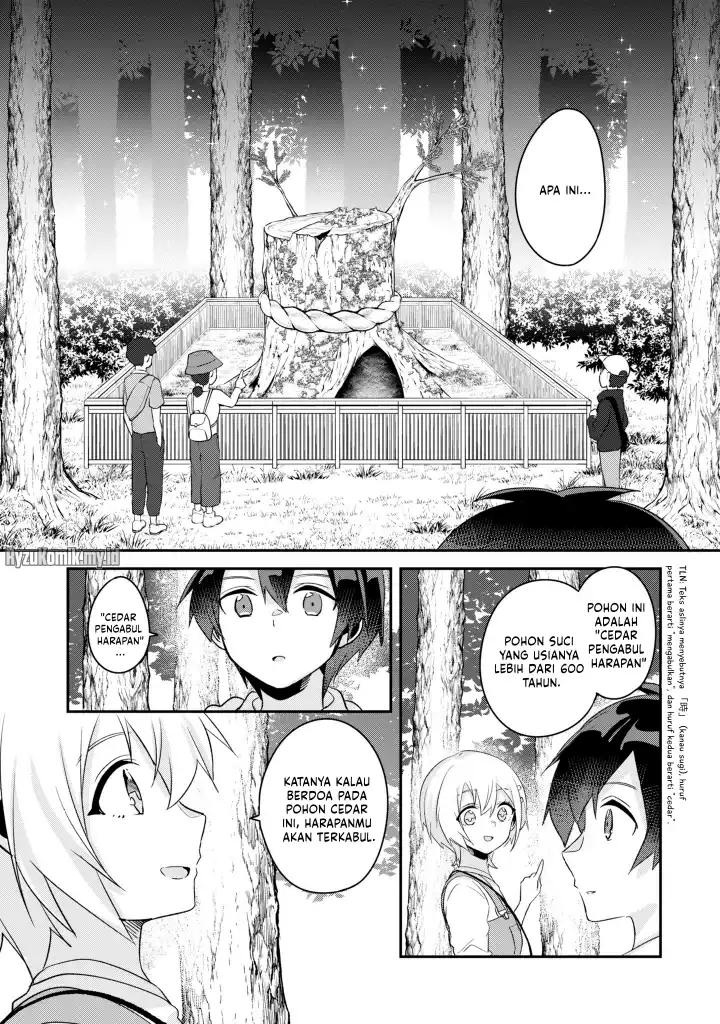 APA INI...
Ryzukomik.my.id
POHON INI
ADALAH
"CEDAR
PENGABUL
HARAPAN"
POHON SUCI
YANG USIANYA
LEBIH DARI 600
TAHUN.
TLN: Teks aslinya menyebutnya 「時」 (kanau sugi), huruf
pertama berarti "mengabulkan", dan huruf kedua berarti "cedar".
"CEDAR
PENGABUL
HARAPAN"
...
KATANYA KALAU
BERDOA PADA
POHON CEDAR
INI, HARAPANMU
AKAN TERKABUL.